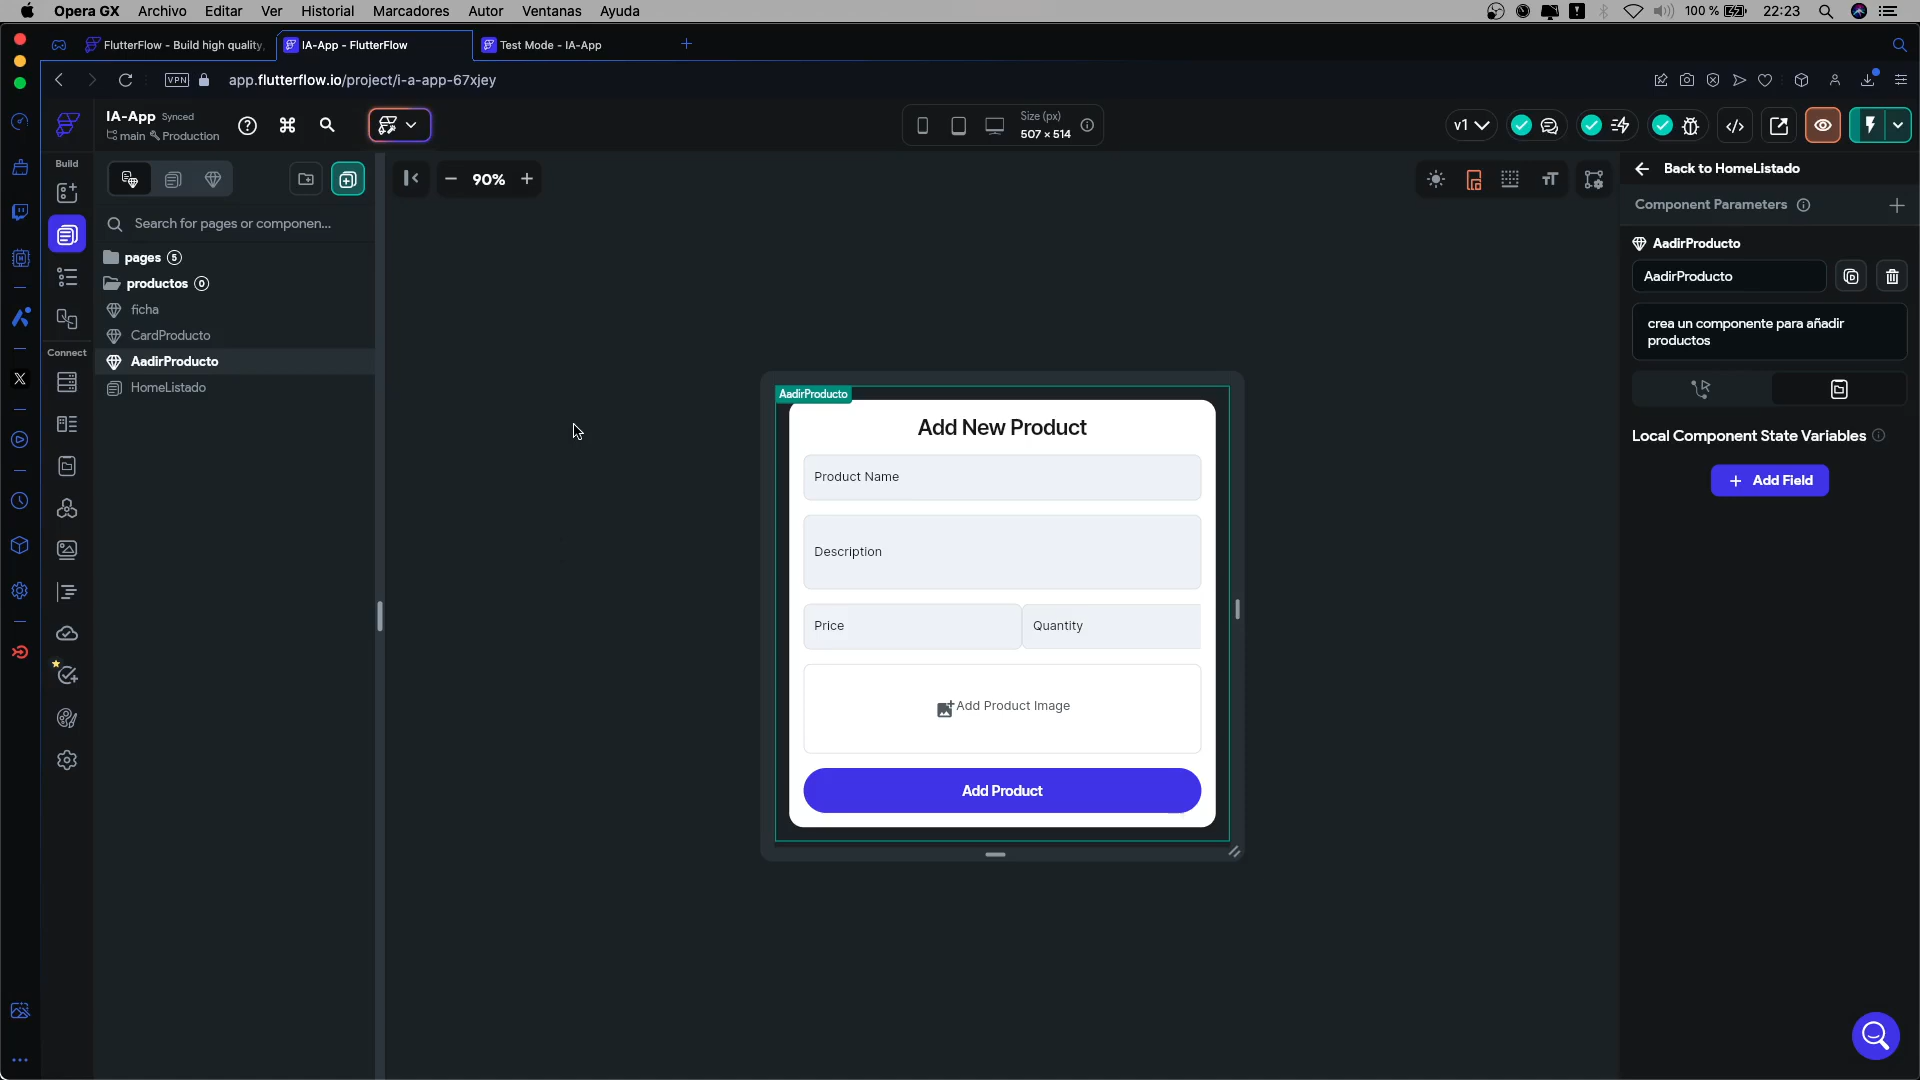 Opera GX Archivo Editar Ver Historial Marcadores Autor Ventanas Ayuda 100 % 22:23
FlutterFlow - Build high quality, IA-App - FlutterFlow Test Mode - IA-App
VPN app.flutterflow.io/project/i-a-app-67xjey
IA-App Synced
main Production
Size (px)
507 × 514
v1
Build
90%
Back to HomeListado
Component Parameters
Search for pages or componen...
pages 5
productos 0
ficha
CardProducto
AadirProducto
HomeListado
Connect
AadirProducto
Add New Product
Product Name
Description
Price Quantity
Add Product Image
Add Product
AadirProducto
AadirProducto
crea un componente para añadir
productos
Local Component State Variables
Add Field